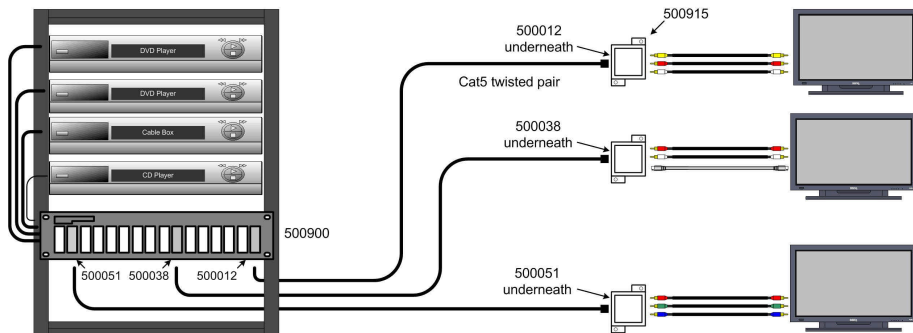 500915
500012
underneath
DVD Player
Cat5 twisted pair
DVD Player
500038
underneath
Cable Box
CD Player
500900
500051
500038
500012
500051
underneath